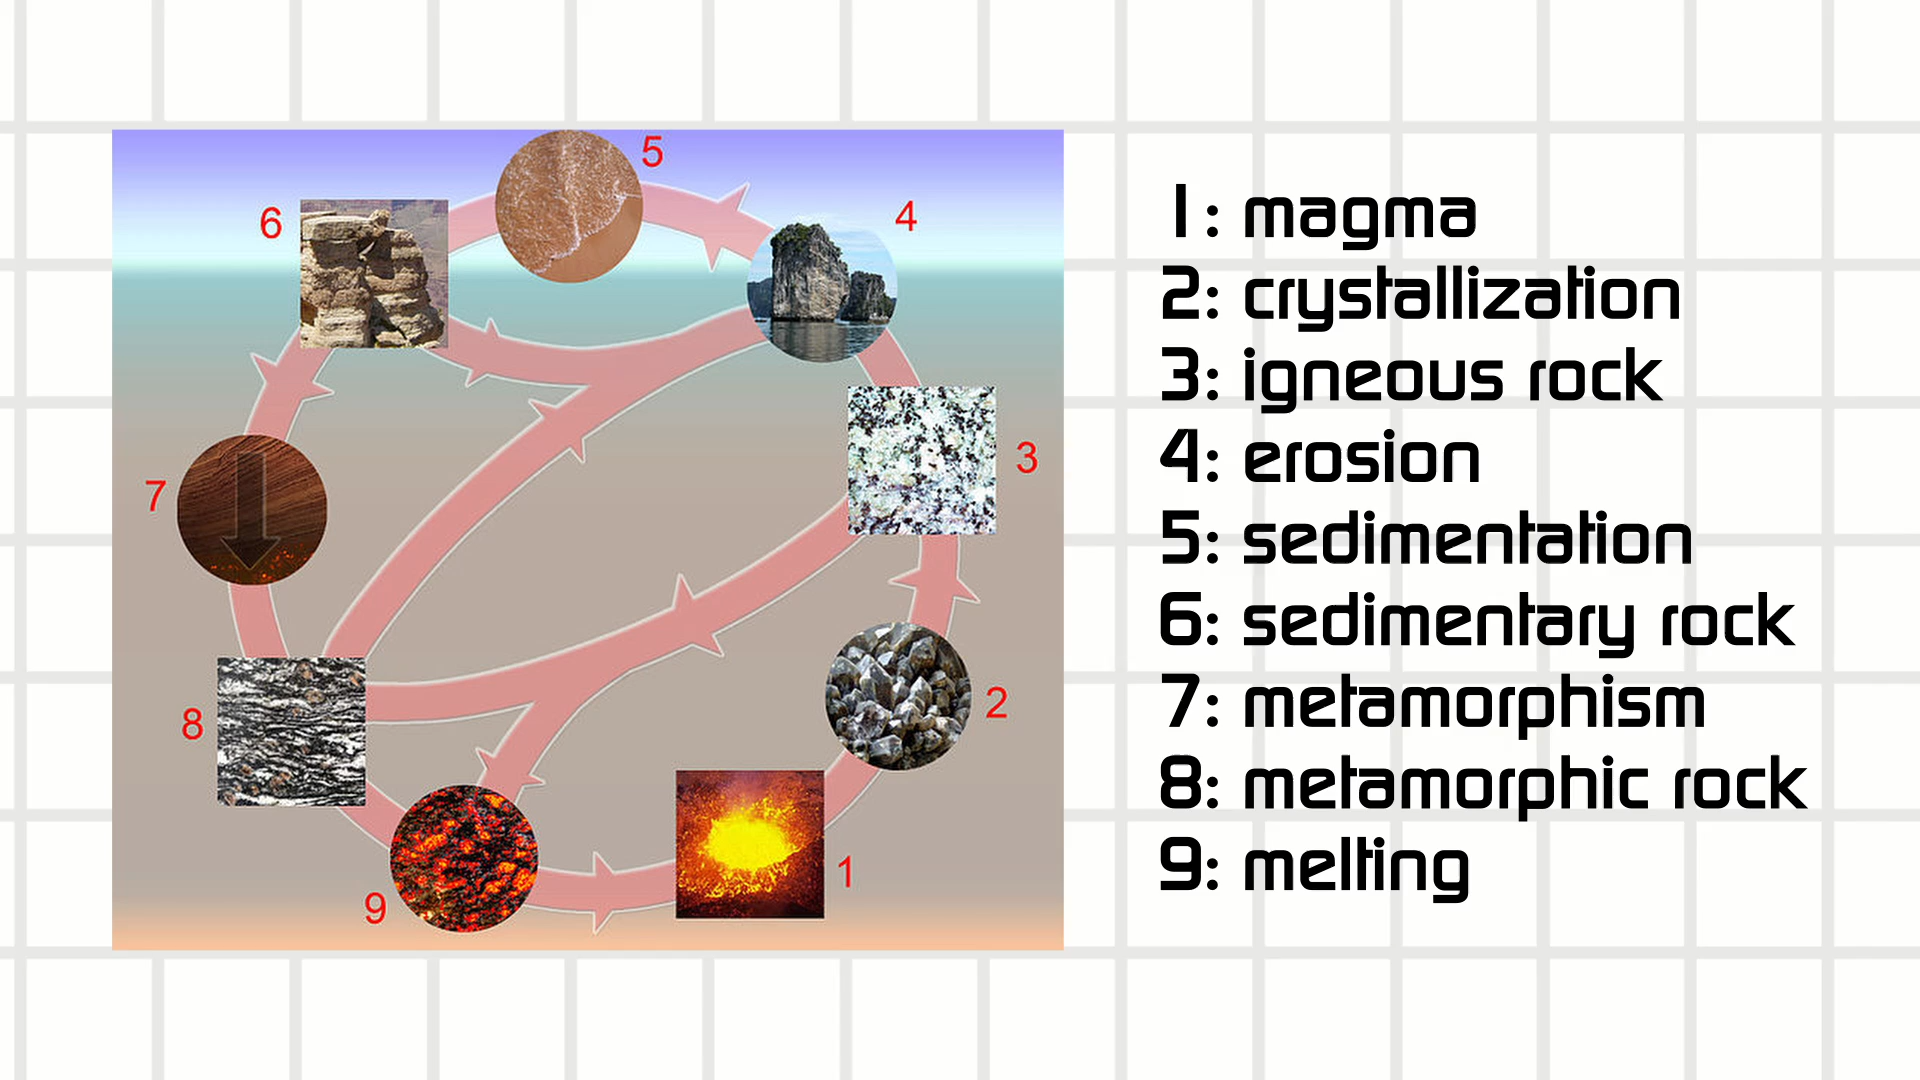 5
6
4
7
3
8
2
9
1
1: magma
2: crystallization
3: igneous rock
4: erosion
5: sedimentation
6: sedimentary rock
7: metamorphism
8: metamorphic rock
9: melting